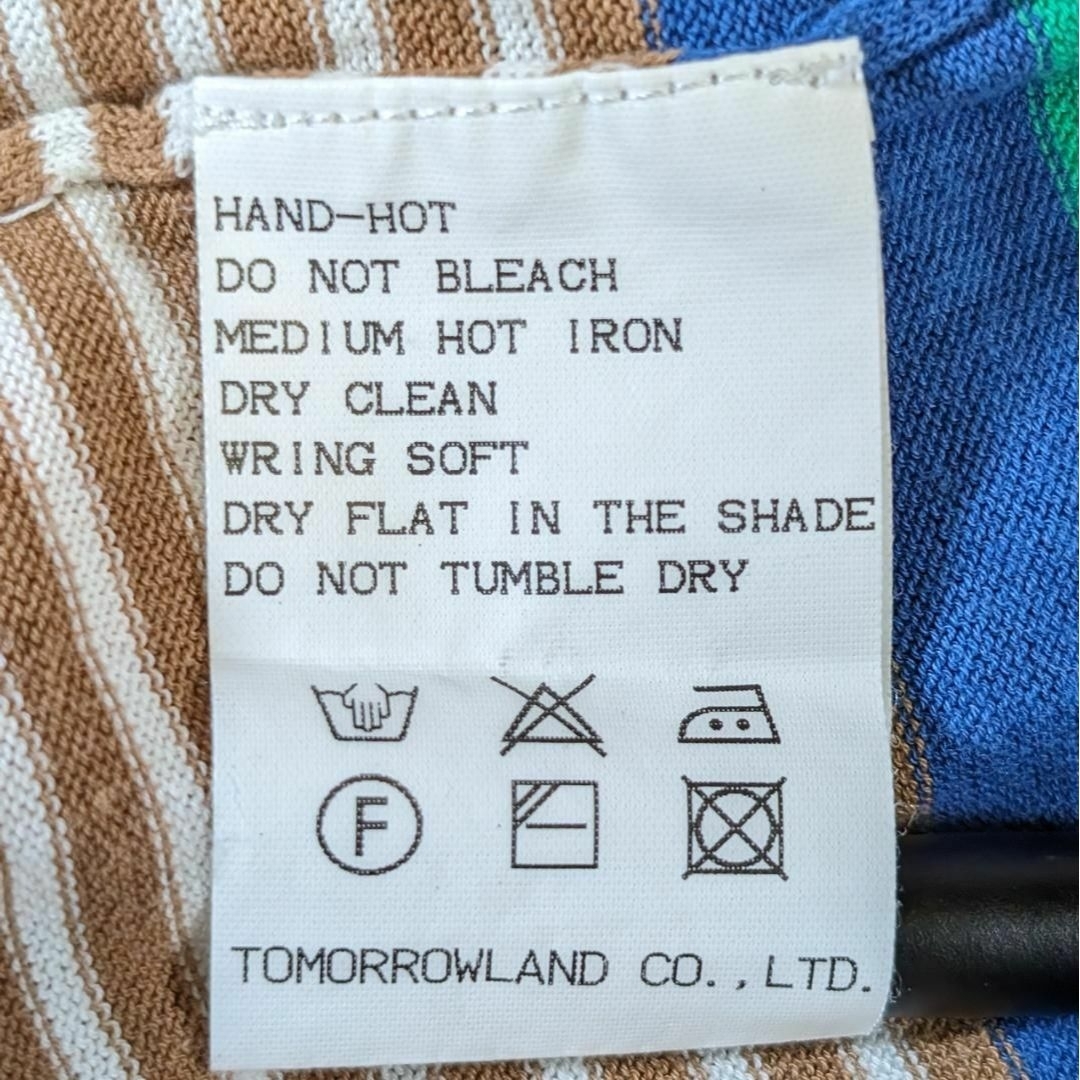 HAND-HOT
DO NOT BLEACH
MEDIUM HOT IRON
DRY CLEAN
WRING SOFT
DRY FLAT IN THE SHADE
DO NOT TUMBLE DRY
F
TOMORROWLAND CO.,LTD.